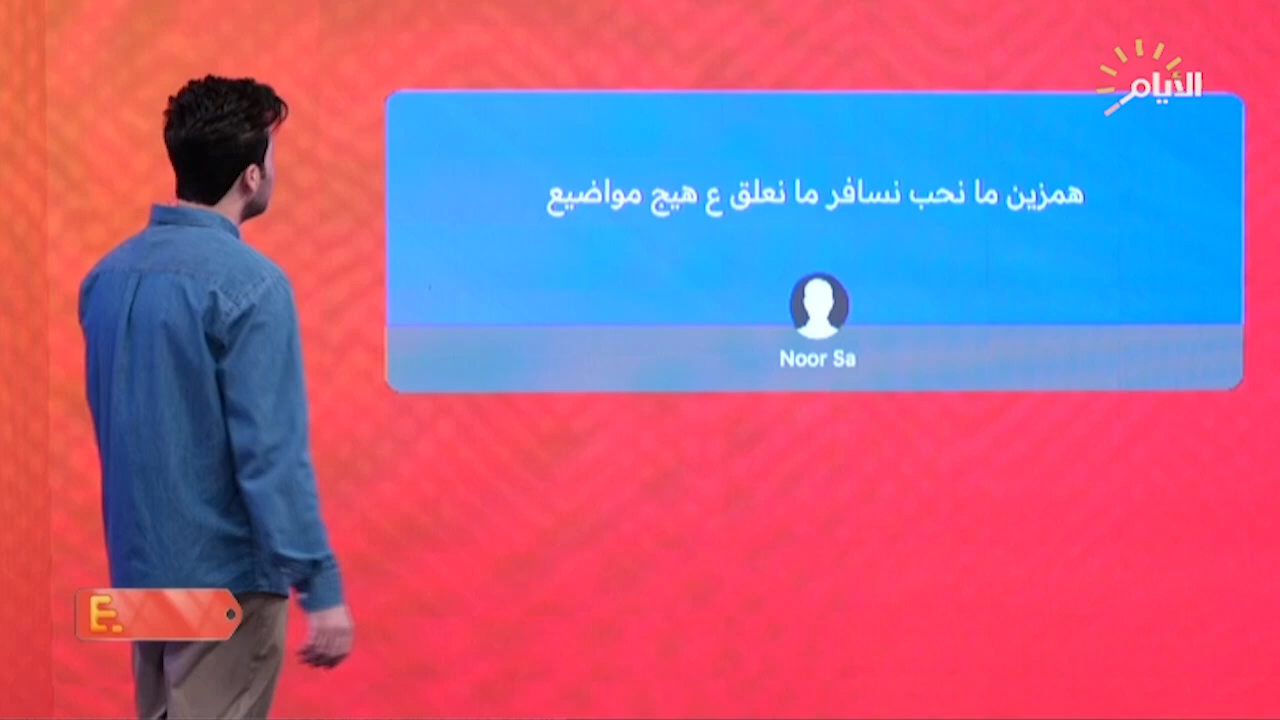 الأيام
همزين ما نحب نسافر ما نعلق ع هيج مواضيع
Noor Sa
E.